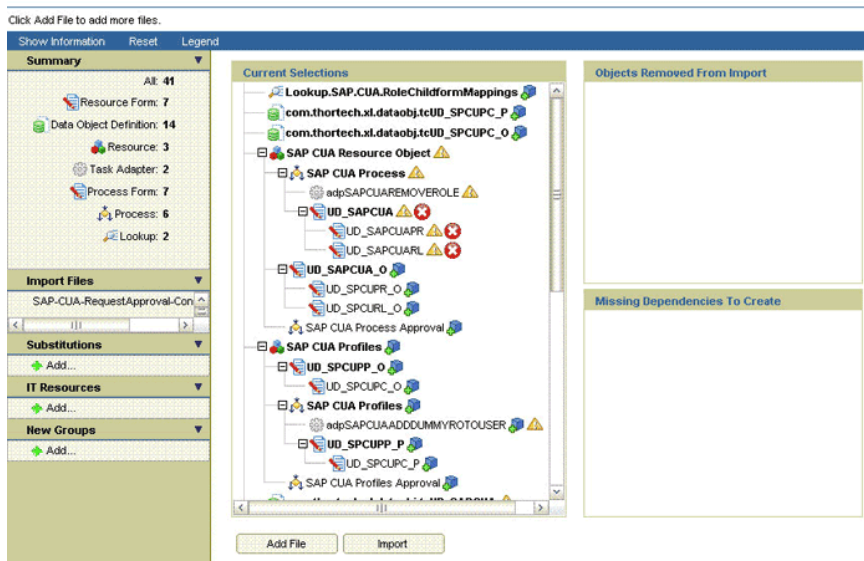 Click Add File to add more files.
Show Information Reset Legend
Summary
All: 41
Resource Form: 7
Data Object Definition: 14
Resource: 3
Task Adapter: 2
Process Form: 7
Process: 6
Lookup: 2
Import Files
SAP-CUA-RequestApproval-Con
Substitutions
Add...
IT Resources
Add...
New Groups
Add...
Current Selections
Lookup.SAP.CUA.RoleChildformMappings
com.thortech.xl.dataobj.tcUD_SPCUPC_P
com.thortech.xl.dataobj.tcUD_SPCUPC_O
SAP CUA Resource Object
SAP CUA Process
adpSAPCUAREMOVEROLE
UD_SAPCUA
UD_SAPCUAPR
UD_SAPCUARL
UD_SAPCUA_O
UD_SPCUPR_O
UD_SPCURL_O
SAP CUA Process Approval
SAP CUA Profiles
UD_SPCUPP_O
UD_SPCUPC_O
SAP CUA Profiles
adpSAPCUAADDDUMMYROTOUSER
UD_SPCUPP_P
UD_SPCUPC_P
SAP CUA Profiles Approval
Add File Import
Objects Removed From Import
Missing Dependencies To Create